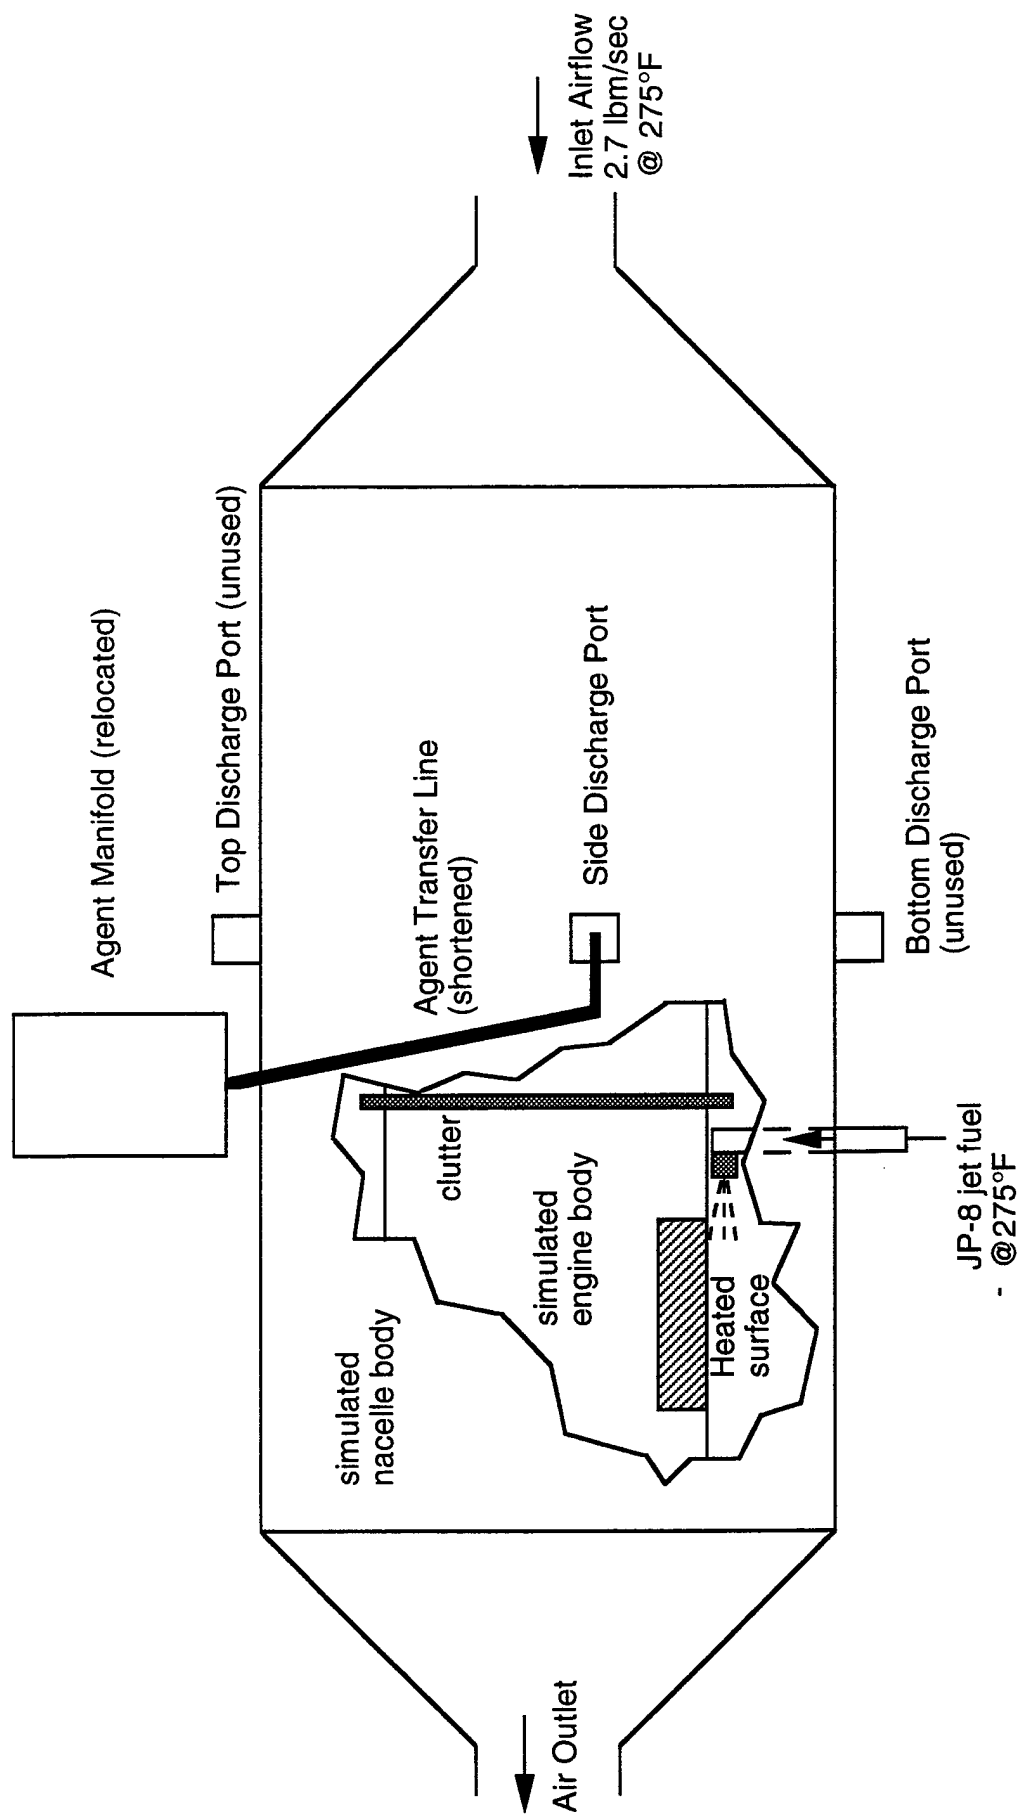 Agent Manifold (relocated)
Top Discharge Port (unused)
Agent Transfer Line
(shortened)
Side Discharge Port
Bottom Discharge Port
(unused)
Inlet Airflow
2.7 lbm/sec
@ 275°F
clutter
simulated
engine body
simulated
nacelle body
Heated
surface
JP-8 jet fuel
- @275°F
Air Outlet